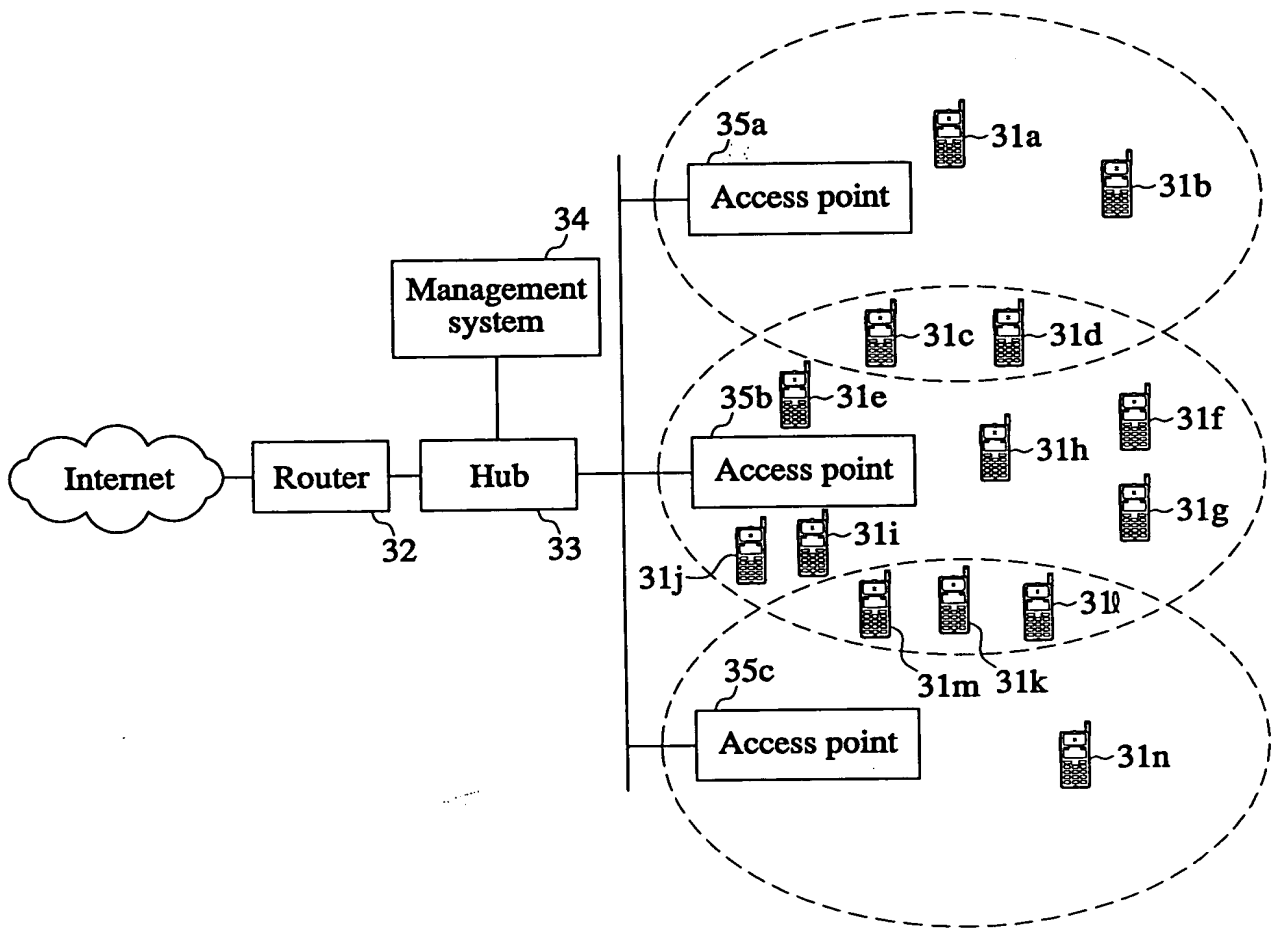 35a
31a
Access point
31b
34
Management
system
31c
31d
35b
31e
31f
Internet
Router
Hub
Access point
31h
31g
32
33
31j
31i
31ℓ
35c
31m
31k
Access point
31n